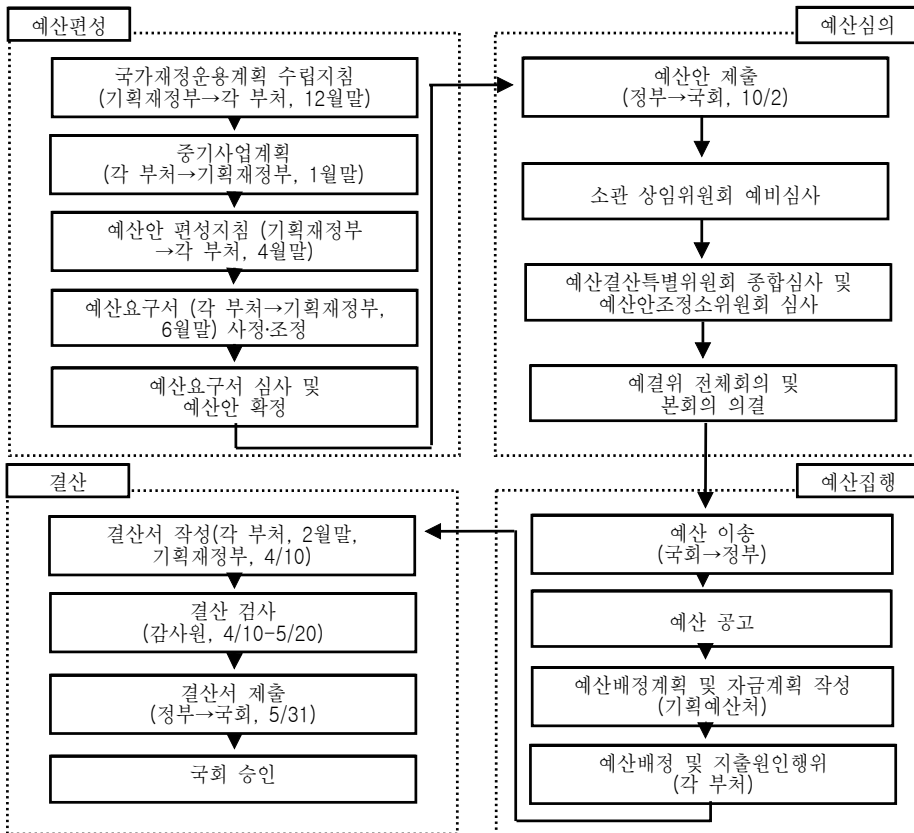 예산편성
국가재정운용계획 수립지침
(기획재정부→각 부처, 12월말)
중기사업계획
(각 부처→기획재정부, 1월말)
예산안 편성지침 (기획재정부
→각 부처, 4월말)
예산요구서 (각 부처→기획재정부,
6월말) 사정·조정
예산요구서 심사 및
예산안 확정
예산심의
예산안 제출
(정부→국회, 10/2)
소관 상임위원회 예비심사
예산결산특별위원회 종합심사 및
예산안조정소위원회 심사
예결위 전체회의 및
본회의 의결
예산집행
예산 이송
(국회→정부)
예산 공고
예산배정계획 및 자금계획 작성
(기획예산처)
예산배정 및 지출원인행위
(각 부처)
결산
결산서 작성(각 부처, 2월말,
기획재정부, 4/10)
결산 검사
(감사원, 4/10-5/20)
결산서 제출
(정부→국회, 5/31)
국회 승인